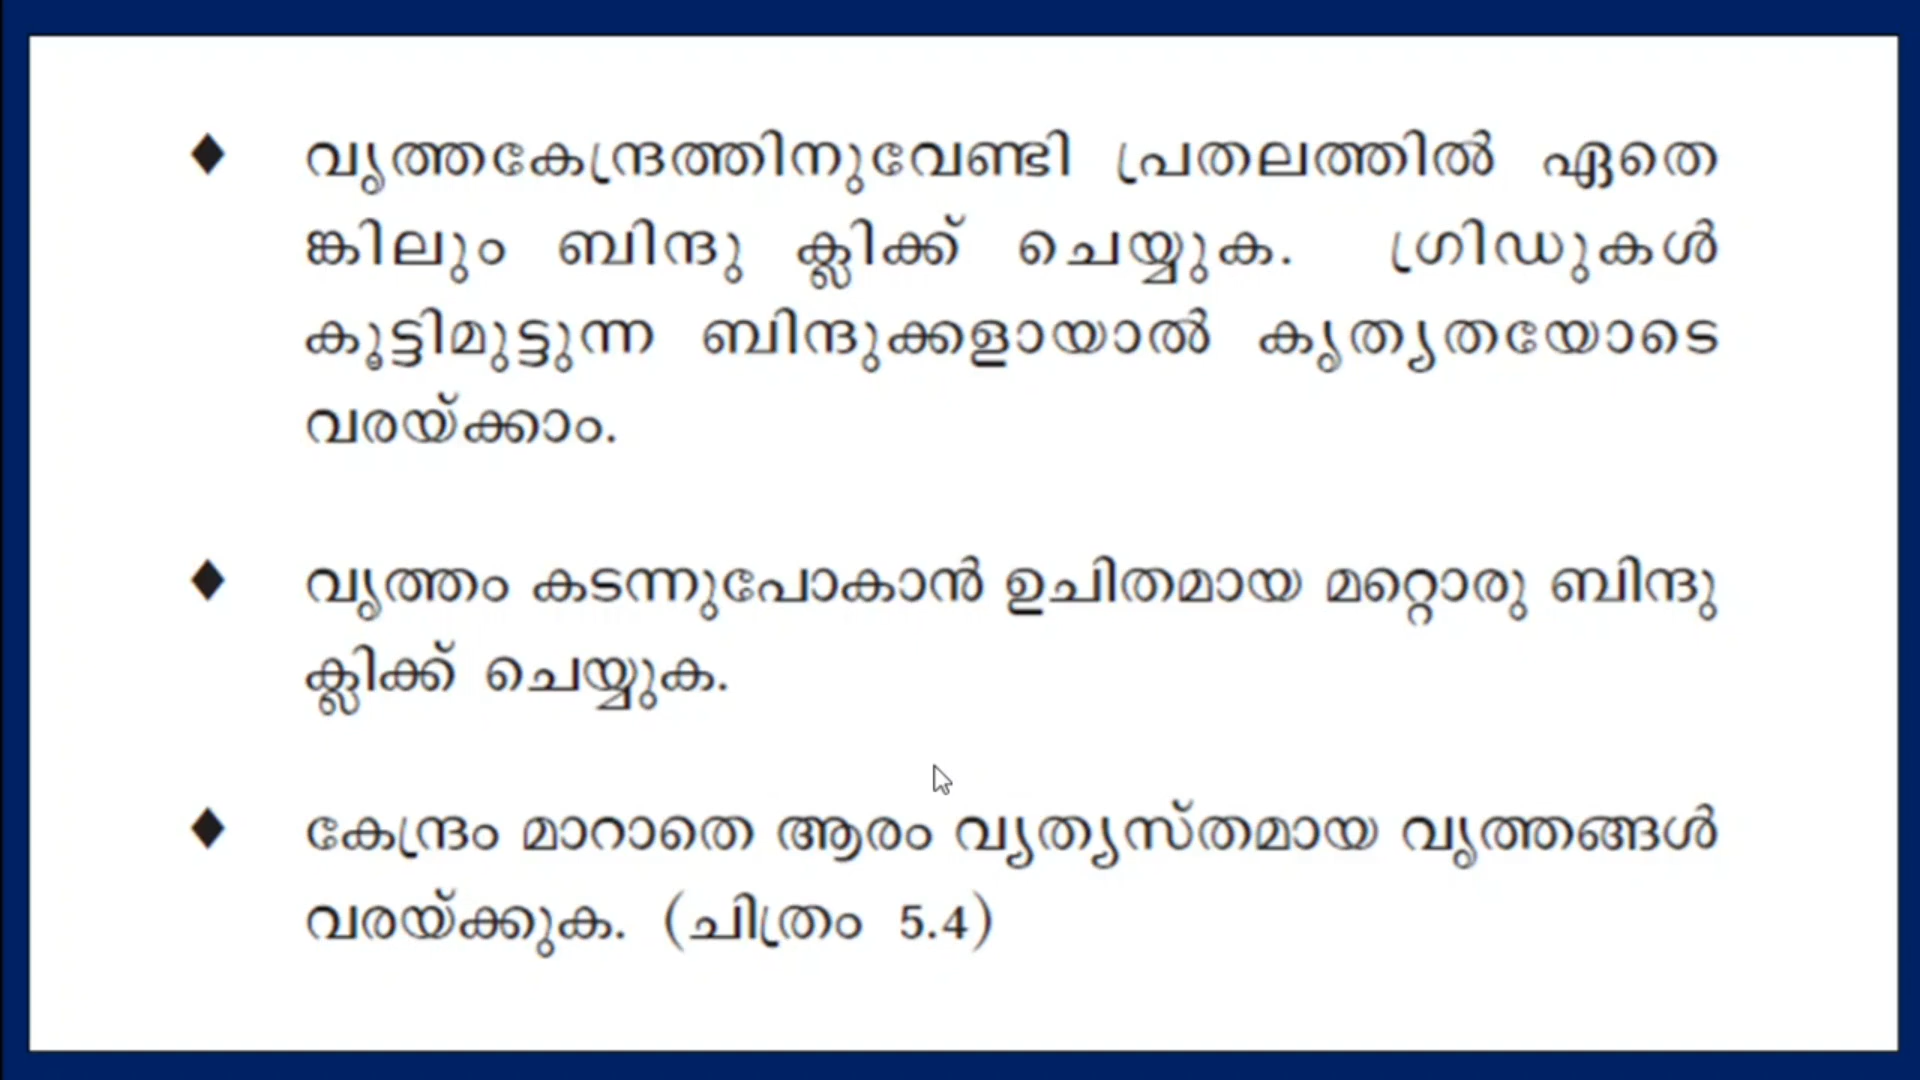 ♦ വൃത്തകേന്ദ്രത്തിനുവേണ്ടി പ്രതലത്തിൽ ഏതെ
ങ്കിലും ബിന്ദു ക്ലിക്ക് ചെയ്യുക. ഗ്രിഡുകൾ
കൂട്ടിമുട്ടുന്ന ബിന്ദുക്കളായാൽ കൃത്യതയോടെ
വരയ്ക്കാം.
♦ വൃത്തം കടന്നുപോകാൻ ഉചിതമായ മറ്റൊരു ബിന്ദു
ക്ലിക്ക് ചെയ്യുക.
♦ കേന്ദ്രം മാറാതെ ആരം വ്യത്യസ്തമായ വൃത്തങ്ങൾ
വരയ്ക്കുക. (ചിത്രം 5.4)